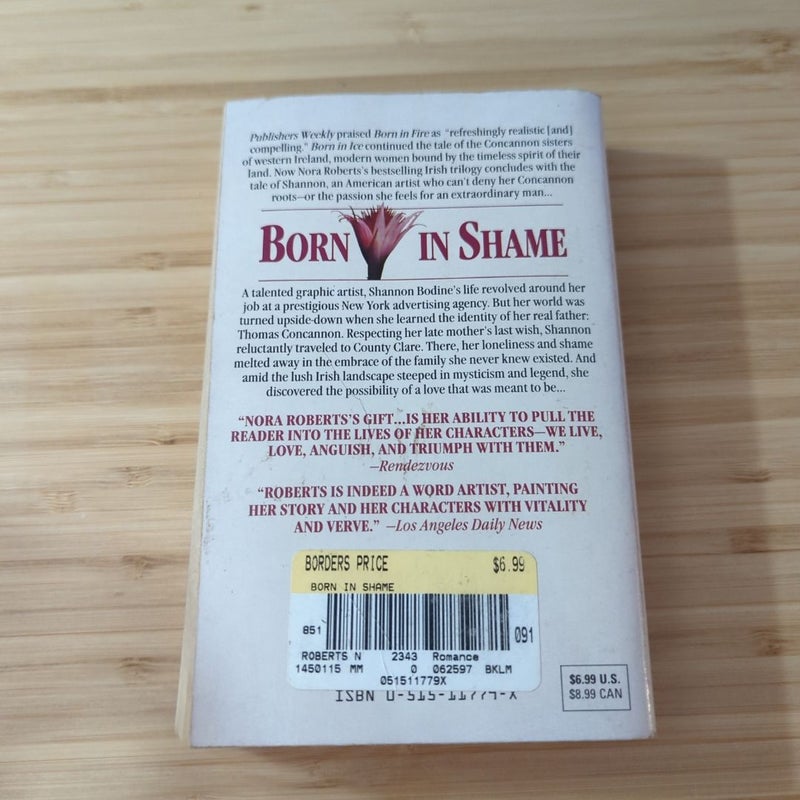 Publishers Weekly praised Born in Fire as "refreshingly realistic [and]
compelling." Born in Ice continued the tale of the Concannon sisters
of western Ireland, modern women bound by the timeless spirit of their
land. Now Nora Roberts's bestselling Irish trilogy concludes with the
tale of Shannon, an American artist who can't deny her Concannon
roots—or the passion she feels for an extraordinary man...
BORN IN SHAME
A talented graphic artist, Shannon Bodine's life revolved around her
job at a prestigious New York advertising agency. But her world was
turned upside-down when she learned the identity of her real father:
Thomas Concannon. Respecting her late mother's last wish, Shannon
reluctantly traveled to County Clare. There, her loneliness and shame
melted away in the embrace of the family she never knew existed. And
amid the lush Irish landscape steeped in mysticism and legend, she
discovered the possibility of a love that was meant to be...
"NORA ROBERTS'S GIFT...IS HER ABILITY TO PULL THE
READER INTO THE LIVES OF HER CHARACTERS—WE LIVE,
LOVE, ANGUISH, AND TRIUMPH WITH THEM."
—Rendezvous
"ROBERTS IS INDEED A WORD ARTIST, PAINTING
HER STORY AND HER CHARACTERS WITH VITALITY
AND VERVE." —Los Angeles Daily News
BORDERS PRICE $6.99
BORN IN SHAME
851 091
ROBERTS N 2343 Romance
1450115 MM 0 062597 BKLM
051511779X
ISBN 0-515-11779-X
$6.99 U.S.
$8.99 CAN